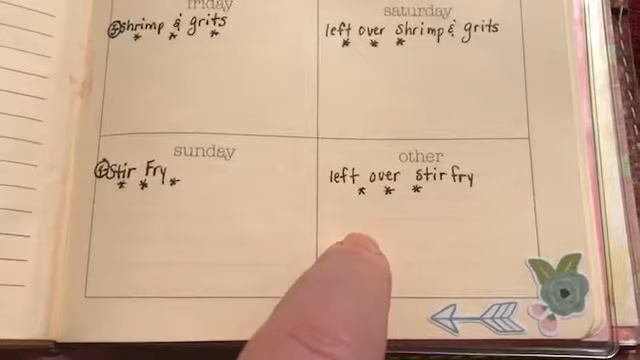 friday
shrimp & grits
* * *
saturday
left over shrimp & grits
* * *
sunday
Stir Fry
* * *
other
left over stir fry
* * *